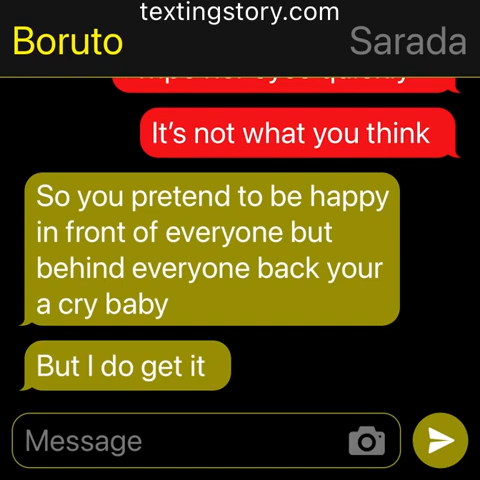 textingstory.com
Boruto Sarada
It's not what you think
So you pretend to be happy
in front of everyone but
behind everyone back your
a cry baby
But I do get it
Message